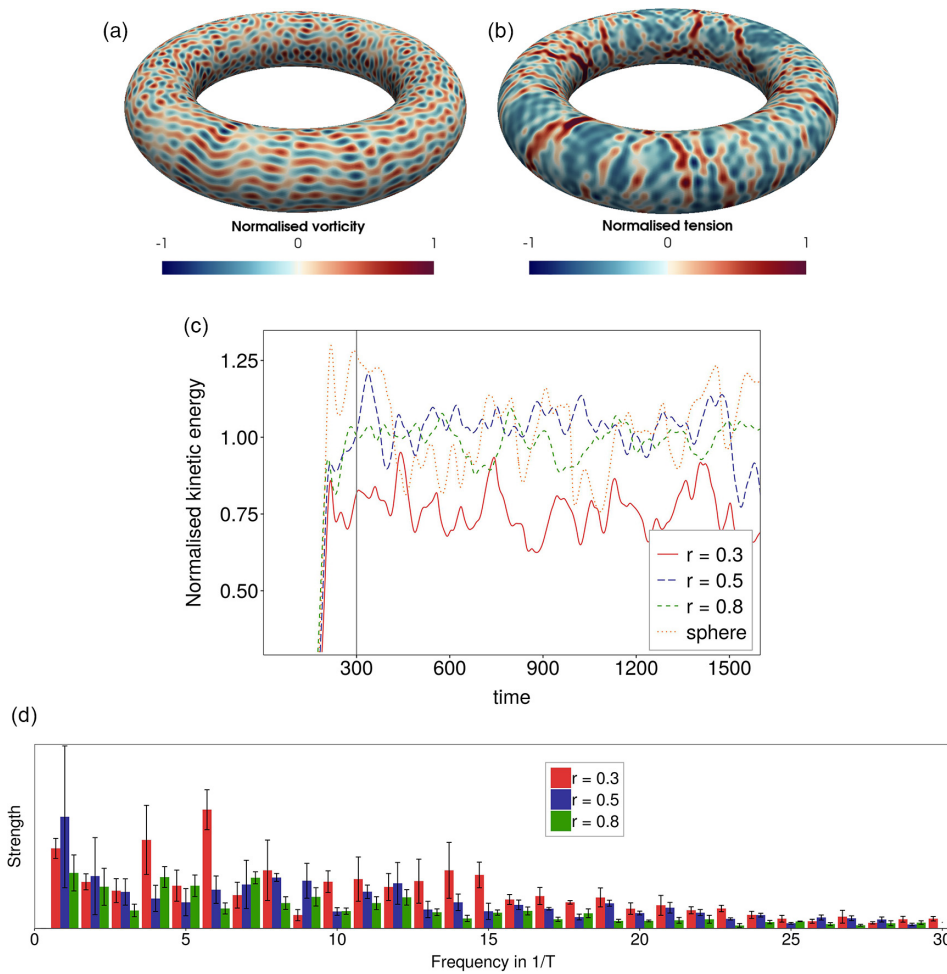 (a)
(b)
Normalised vorticity
-1 0 1
Normalised tension
-1 0 1
(c)
Normalised kinetic energy
1.25
1.00
0.75
0.50
r = 0.3
r = 0.5
r = 0.8
sphere
300 600 900 1200 1500
time
(d)
Strength
r = 0.3
r = 0.5
r = 0.8
0 5 10 15 20 25 30
Frequency in 1/T